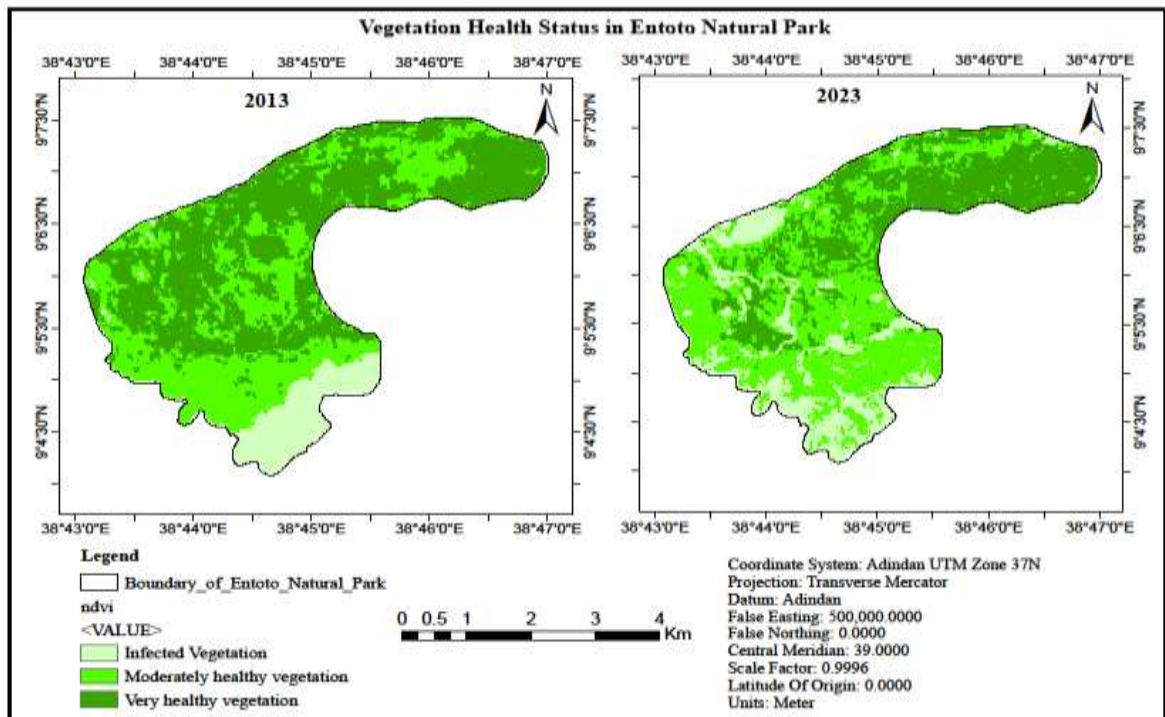 Vegetation Health Status in Entoto Natural Park
38°43'0"E 38°44'0"E 38°45'0"E 38°46'0"E 38°47'0"E
2013
N
9°7'30"N
9°6'30"N
9°5'30"N
9°4'30"N
38°43'0"E 38°44'0"E 38°45'0"E 38°46'0"E 38°47'0"E
38°43'0"E 38°44'0"E 38°45'0"E 38°46'0"E 38°47'0"E
2023
N
9°7'30"N
9°6'30"N
9°5'30"N
9°4'30"N
38°43'0"E 38°44'0"E 38°45'0"E 38°46'0"E 38°47'0"E
Legend
Boundary_of_Entoto_Natural_Park
ndvi
<VALUE>
Infected Vegetation
Moderately healthy vegetation
Very healthy vegetation
0 0.5 1 2 3 4
Km
Coordinate System: Adindan UTM Zone 37N
Projection: Transverse Mercator
Datum: Adindan
False Easting: 500,000.0000
False Northing: 0.0000
Central Meridian: 39.0000
Scale Factor: 0.9996
Latitude Of Origin: 0.0000
Units: Meter